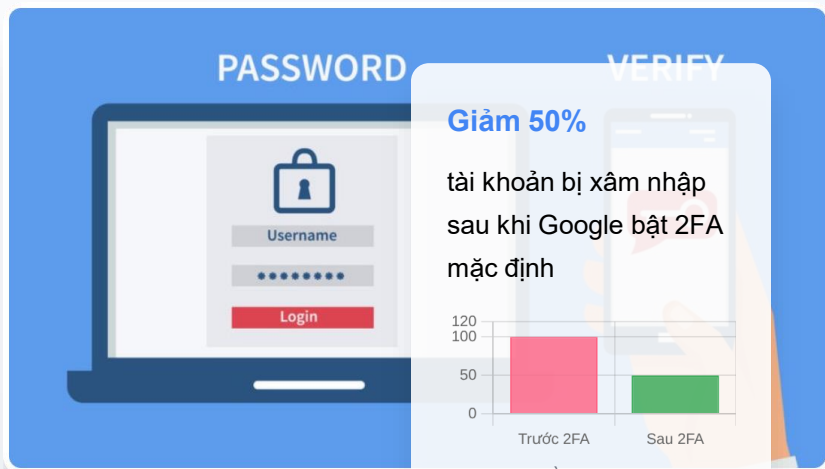 PASSWORD
VERIFY
Username
Login
Giảm 50%
tài khoản bị xâm nhập
sau khi Google bật 2FA
mặc định
120
100
50
0
Trước 2FA
Sau 2FA